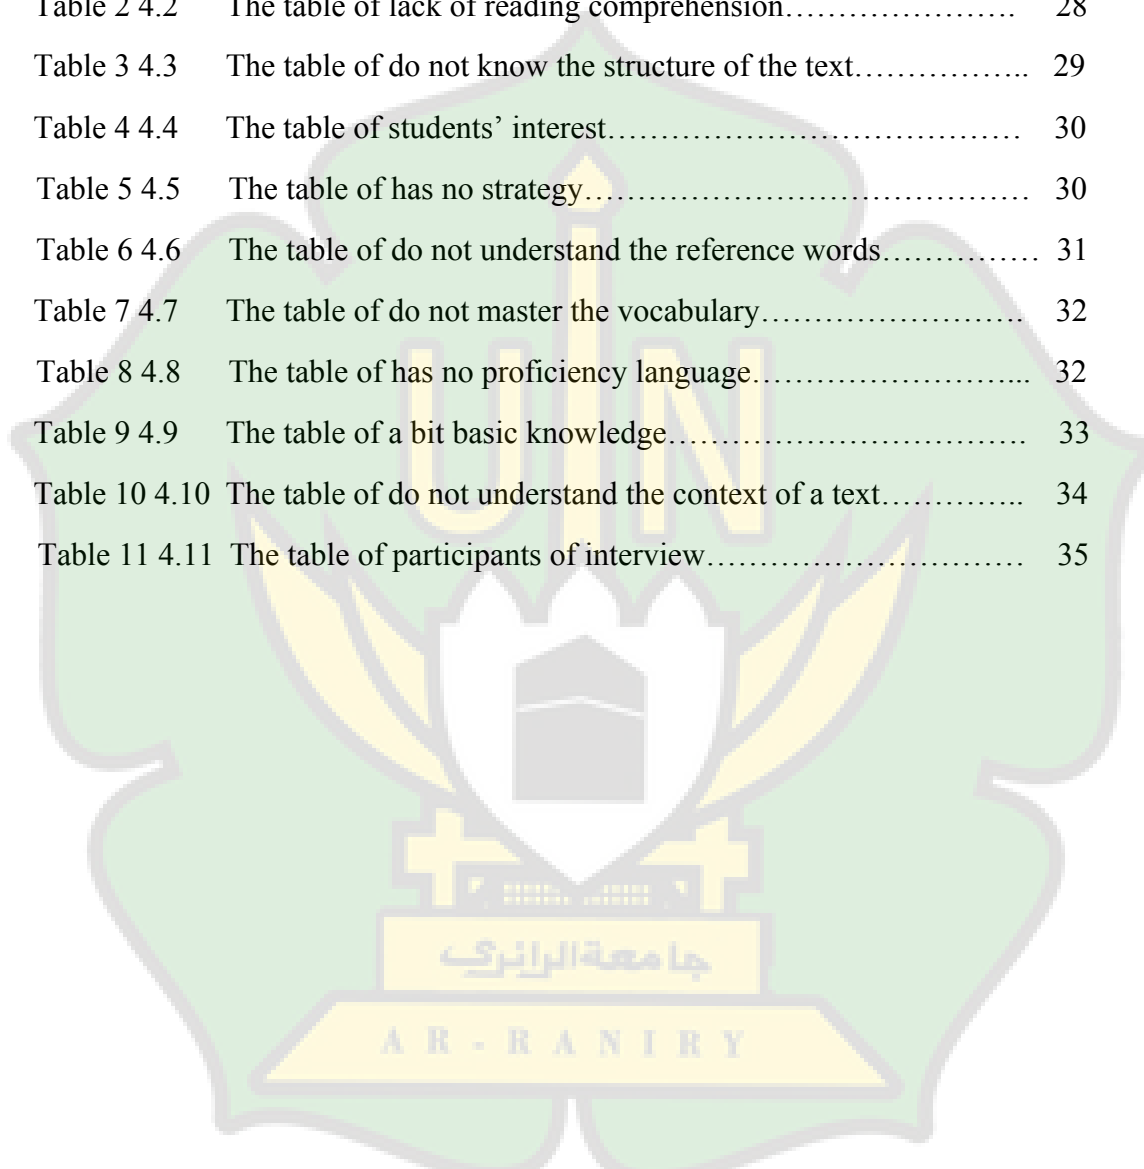 Table 2 4.2 The table of lack of reading comprehension…………………. 28
Table 3 4.3 The table of do not know the structure of the text…………….. 29
Table 4 4.4 The table of students’ interest………………………………… 30
Table 5 4.5 The table of has no strategy…………………………………… 30
Table 6 4.6 The table of do not understand the reference words…………… 31
Table 7 4.7 The table of do not master the vocabulary……………………. 32
Table 8 4.8 The table of has no proficiency language……………………... 32
Table 9 4.9 The table of a bit basic knowledge……………………………. 33
Table 10 4.10 The table of do not understand the context of a text………….. 34
Table 11 4.11 The table of participants of interview………………………… 35
UIN
جامعة الرانري
AR-RANIRY